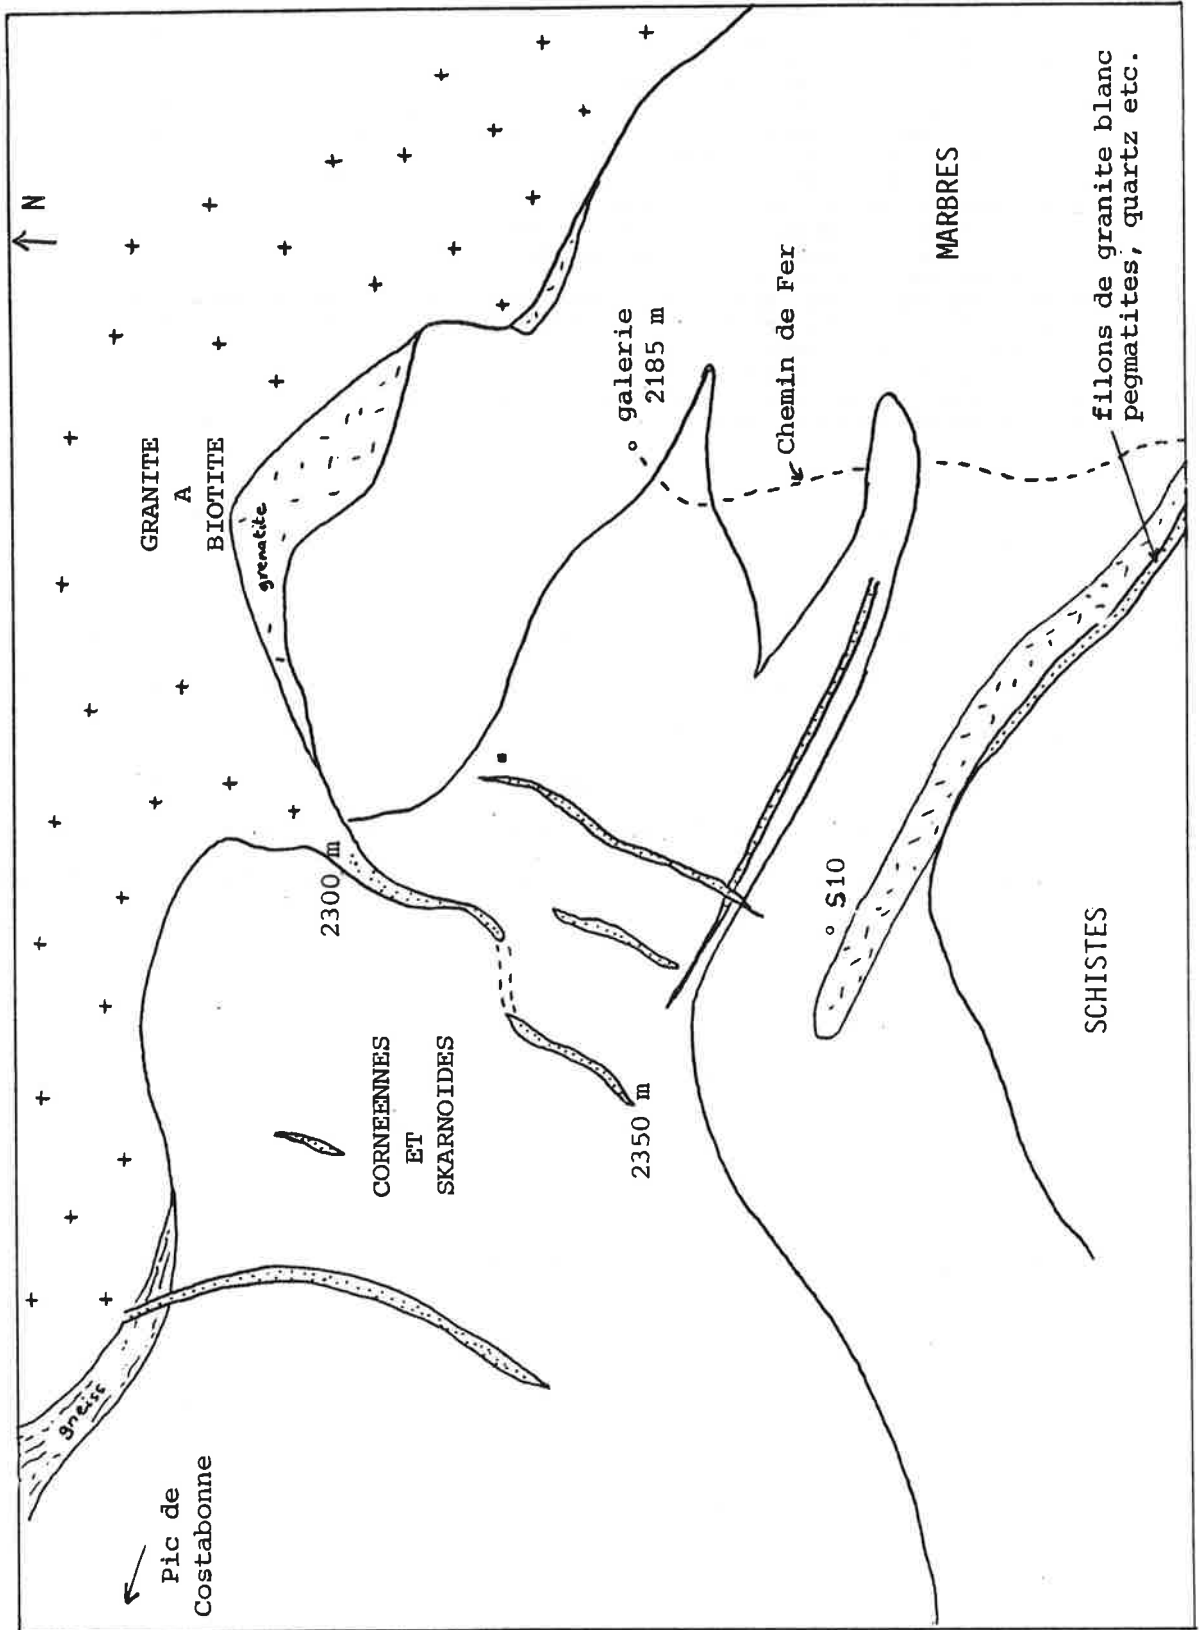 N
GRANITE
A
BIOTITE
grenatite
2300 m
galerie
2185 m
Chemin de Fer
MARBRES
filons de granite blanc
pegmatites, quartz etc.
CORNEENNES
ET
SKARNOIDES
2350 m
S10
SCHISTES
gneiss
Pic de
Costabonne